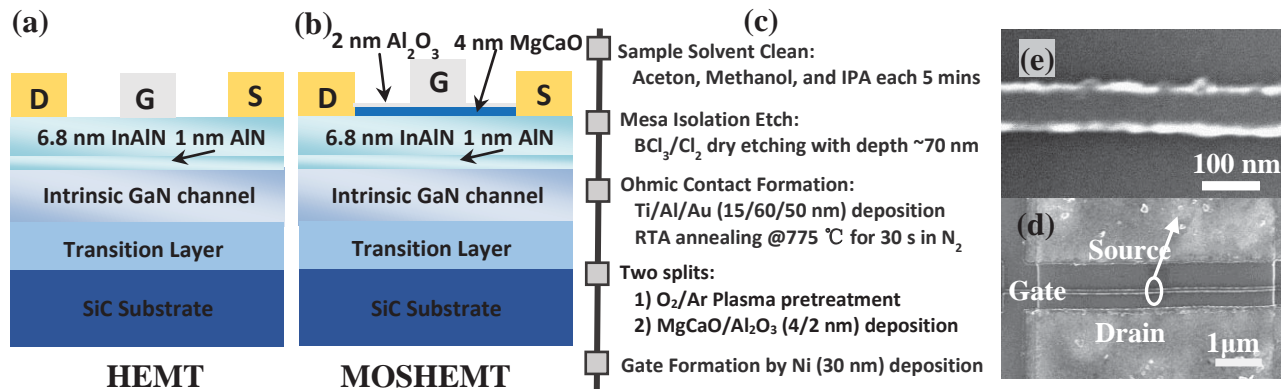 (a)
D
G
S
6.8 nm InAlN 1 nm AlN
Intrinsic GaN channel
Transition Layer
SiC Substrate
HEMT
(b)
2 nm Al₂O₃ 4 nm MgCaO
D
G
S
6.8 nm InAlN 1 nm AlN
Intrinsic GaN channel
Transition Layer
SiC Substrate
MOSHEMT
(c)
Sample Solvent Clean:
Aceton, Methanol, and IPA each 5 mins
Mesa Isolation Etch:
BCl₃/Cl₂ dry etching with depth ~70 nm
Ohmic Contact Formation:
Ti/Al/Au (15/60/50 nm) deposition
RTA annealing @775 ℃ for 30 s in N₂
Two splits:
1) O₂/Ar Plasma pretreatment
2) MgCaO/Al₂O₃ (4/2 nm) deposition
Gate Formation by Ni (30 nm) deposition
(e)
100 nm
(d)
Source
Gate
Drain
1μm